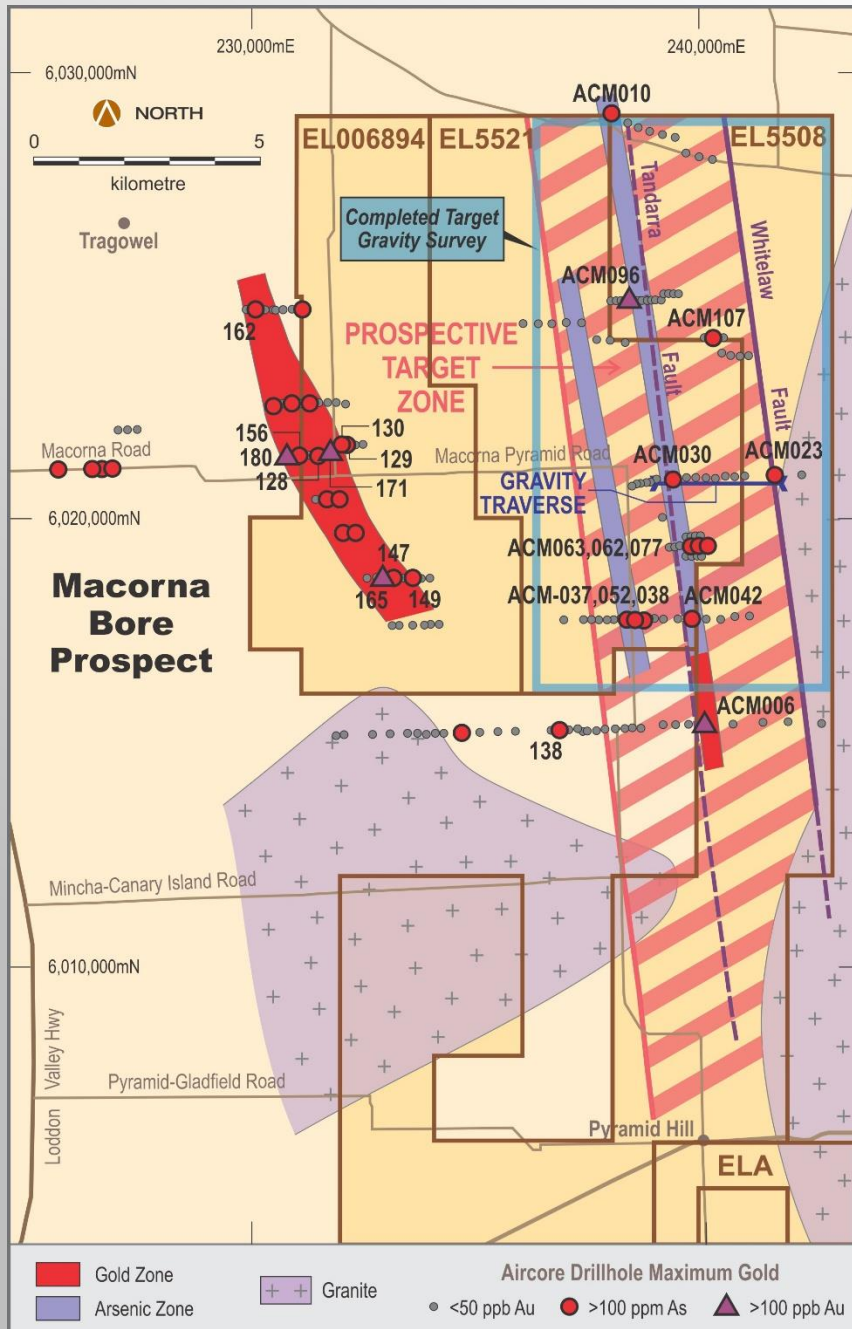 230,000mE
240,000mE
6,030,000mN
NORTH
0
5
kilometre
ACM010
EL006894
EL5521
EL5508
Completed Target
Gravity Survey
Tragowel
Tandarra
Fault
Whitelaw
Fault
ACM096
ACM107
162
PROSPECTIVE
TARGET
ZONE
156
130
Macorna Road
180
129
Macorna Pyramid Road
ACM030
ACM023
128
171
GRAVITY
TRAVERSE
6,020,000mN
ACM063,062,077
147
165
149
ACM-037,052,038
ACM042
Macorna
Bore
Prospect
ACM006
138
Mincha-Canary Island Road
6,010,000mN
Loddon Valley Hwy
Pyramid-Gladfield Road
Pyramid Hill
ELA
Gold Zone
Arsenic Zone
Granite
Aircore Drillhole Maximum Gold
<50 ppb Au
>100 ppm As
>100 ppb Au